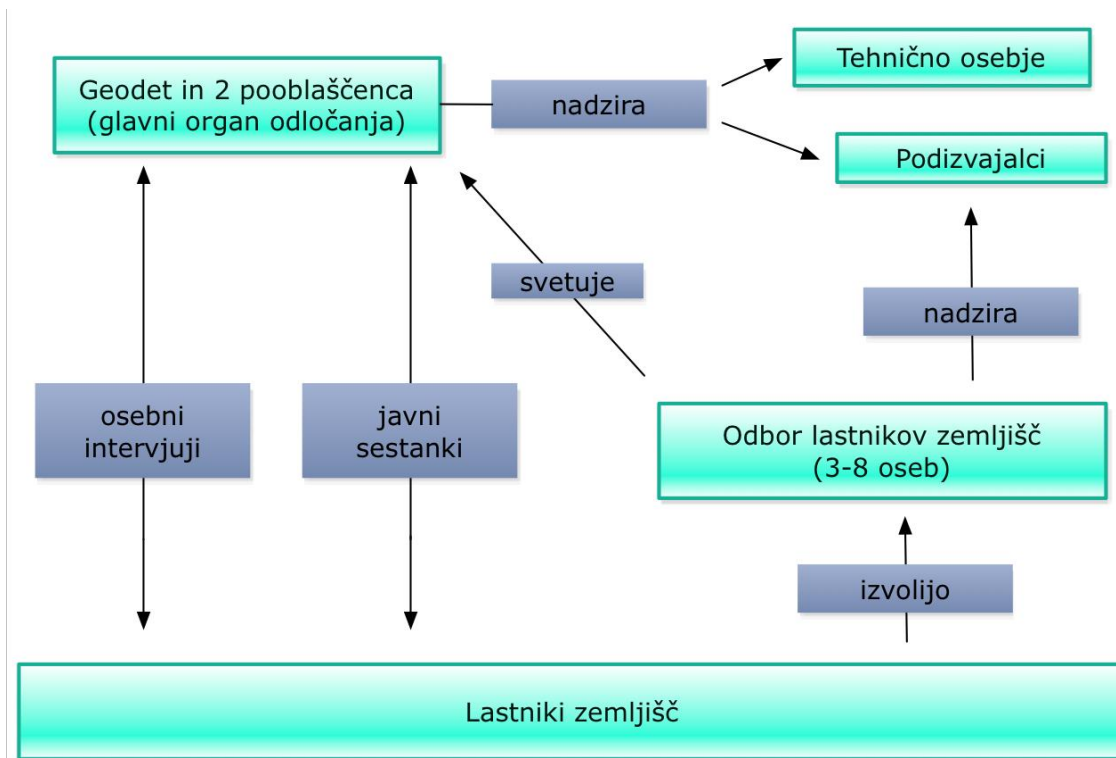 Geodet in 2 pooblaščenca
(glavni organ odločanja)
nadzira
Tehnično osebje
Podizvajalci
svetuje
nadzira
osebni
intervjuji
javni
sestanki
Odbor lastnikov zemljišč
(3-8 oseb)
izvolijo
Lastniki zemljišč